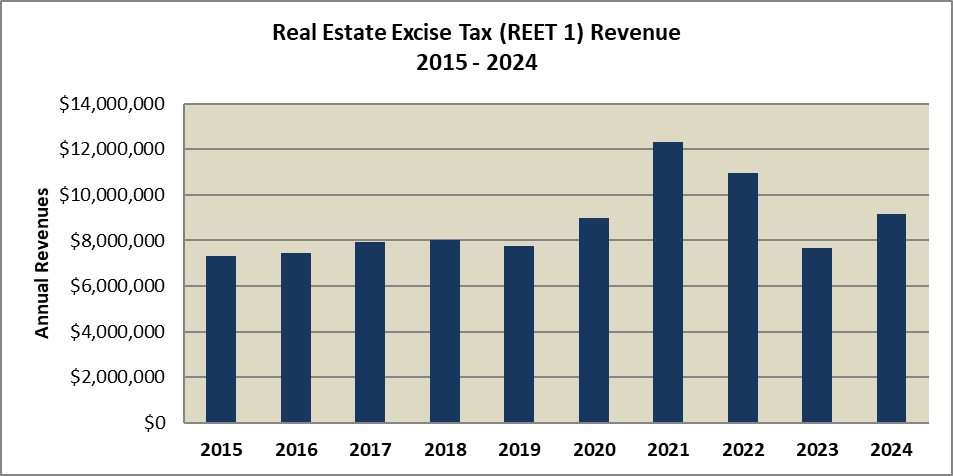 Real Estate Excise Tax (REET 1) Revenue
2015 - 2024
Annual Revenues
$14,000,000
$12,000,000
$10,000,000
$8,000,000
$6,000,000
$4,000,000
$2,000,000
$0
2015 2016 2017 2018 2019 2020 2021 2022 2023 2024